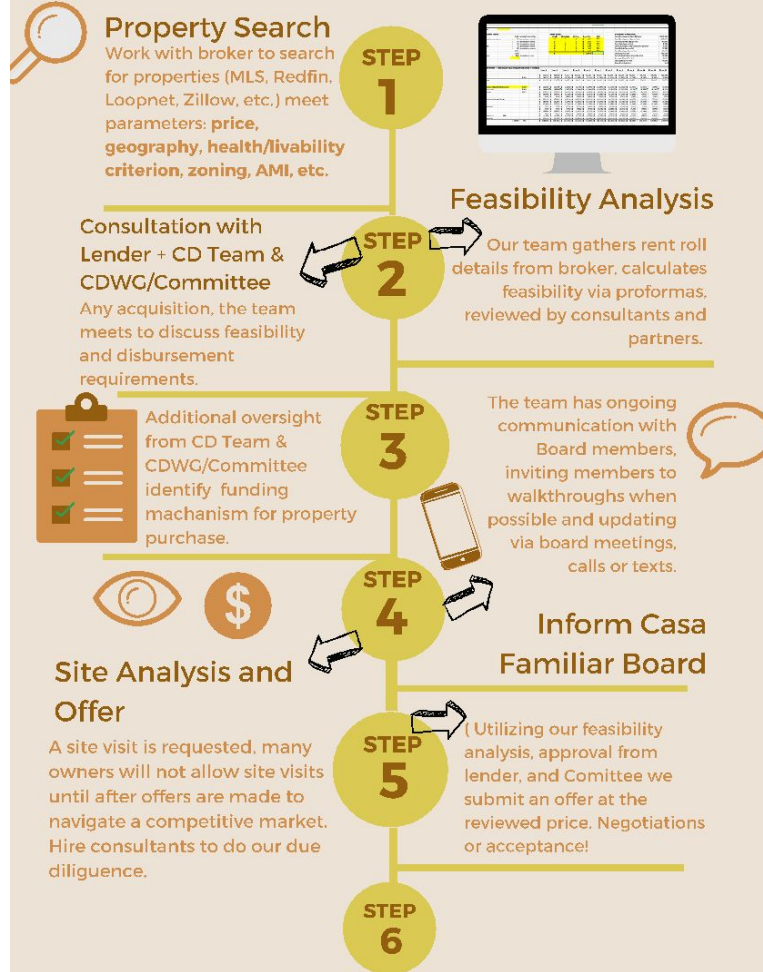 Property Search
Work with broker to search
for properties (MLS, Redfin,
Loopnet, Zillow, etc.) meet
parameters: price,
geography, health/livability
criterion, zoning, AMI, etc.
STEP
1
Feasibility Analysis
Our team gathers rent roll
details from broker, calculates
feasibility via proformas,
reviewed by consultants and
partners.
STEP
2
Consultation with
Lender + CD Team &
CDWG/Committee
Any acquisition, the team
meets to discuss feasibility
and disbursement
requirements.
STEP
3
Additional oversight
from CD Team &
CDWG/Committee
identify funding
machanism for property
purchase.
The team has ongoing
communication with
Board members,
inviting members to
walkthroughs when
possible and updating
via board meetings,
calls or texts.
STEP
4
$
Inform Casa
Familiar Board
Site Analysis and
Offer
A site visit is requested, many
owners will not allow site visits
until after offers are made to
navigate a competitive market.
Hire consultants to do our due
diliguence.
STEP
5
( Utilizing our feasibility
analysis, approval from
lender, and Comittee we
submit an offer at the
reviewed price. Negotiations
or acceptance!
STEP
6